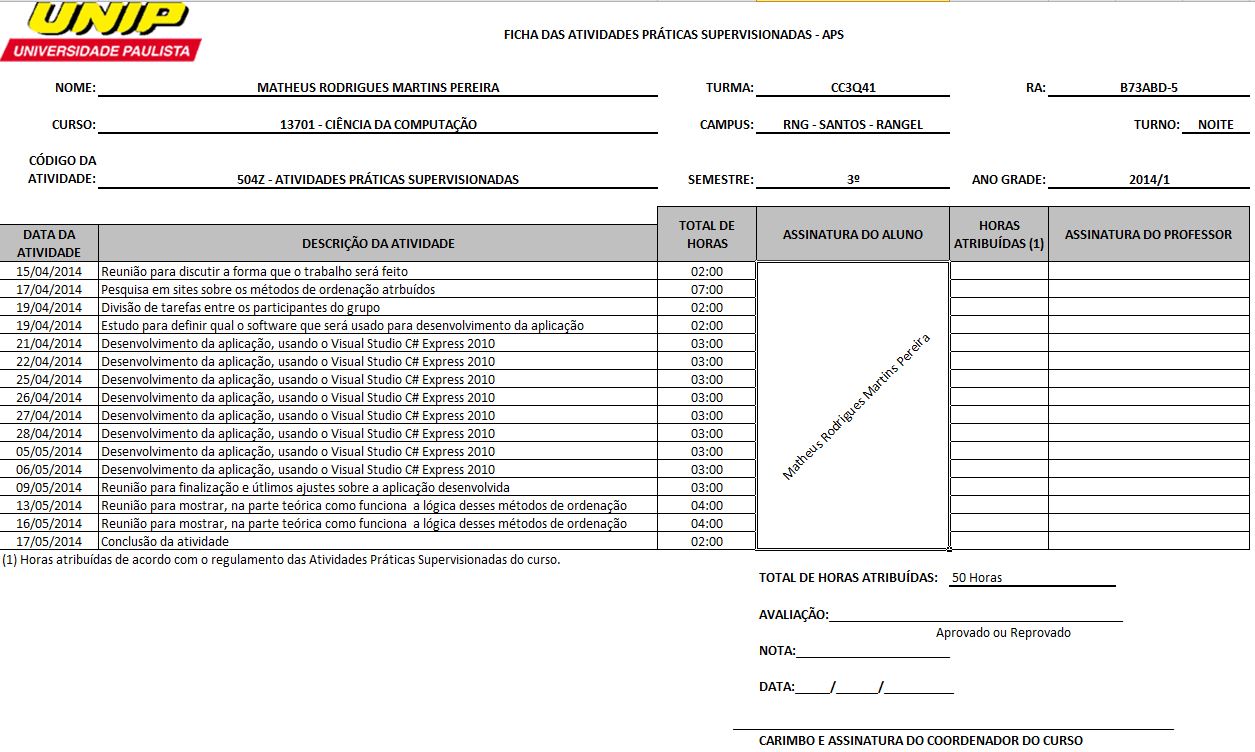 UNIP
UNIVERSIDADE PAULISTA
FICHA DAS ATIVIDADES PRÁTICAS SUPERVISIONADAS - APS
NOME: MATHEUS RODRIGUES MARTINS PEREIRA TURMA: CC3Q41 RA: B73ABD-5
CURSO: 13701 - CIÊNCIA DA COMPUTAÇÃO CAMPUS: RNG - SANTOS - RANGEL TURNO: NOITE
CÓDIGO DA
ATIVIDADE: 504Z - ATIVIDADES PRÁTICAS SUPERVISIONADAS SEMESTRE: 3º ANO GRADE: 2014/1
DATA DA ATIVIDADE DESCRIÇÃO DA ATIVIDADE TOTAL DE HORAS ASSINATURA DO ALUNO HORAS ATRIBUÍDAS (1) ASSINATURA DO PROFESSOR
15/04/2014 Reunião para discutir a forma que o trabalho será feito 02:00
17/04/2014 Pesquisa em sites sobre os métodos de ordenação atrbuídos 07:00
19/04/2014 Divisão de tarefas entre os participantes do grupo 02:00
19/04/2014 Estudo para definir qual o software que será usado para desenvolvimento da aplicação 02:00
21/04/2014 Desenvolvimento da aplicação, usando o Visual Studio C# Express 2010 03:00
22/04/2014 Desenvolvimento da aplicação, usando o Visual Studio C# Express 2010 03:00
25/04/2014 Desenvolvimento da aplicação, usando o Visual Studio C# Express 2010 03:00
26/04/2014 Desenvolvimento da aplicação, usando o Visual Studio C# Express 2010 03:00
27/04/2014 Desenvolvimento da aplicação, usando o Visual Studio C# Express 2010 03:00
28/04/2014 Desenvolvimento da aplicação, usando o Visual Studio C# Express 2010 03:00
05/05/2014 Desenvolvimento da aplicação, usando o Visual Studio C# Express 2010 03:00
06/05/2014 Desenvolvimento da aplicação, usando o Visual Studio C# Express 2010 03:00
09/05/2014 Reunião para finalização e útlimos ajustes sobre a aplicação desenvolvida 03:00
13/05/2014 Reunião para mostrar, na parte teórica como funciona a lógica desses métodos de ordenação 04:00
16/05/2014 Reunião para mostrar, na parte teórica como funciona a lógica desses métodos de ordenação 04:00
17/05/2014 Conclusão da atividade 02:00
Matheus Rodrigues Martins Pereira
(1) Horas atribuídas de acordo com o regulamento das Atividades Práticas Supervisionadas do curso.
TOTAL DE HORAS ATRIBUÍDAS: 50 Horas
AVALIAÇÃO:
Aprovado ou Reprovado
NOTA:
DATA:_____/______/__________
CARIMBO E ASSINATURA DO COORDENADOR DO CURSO